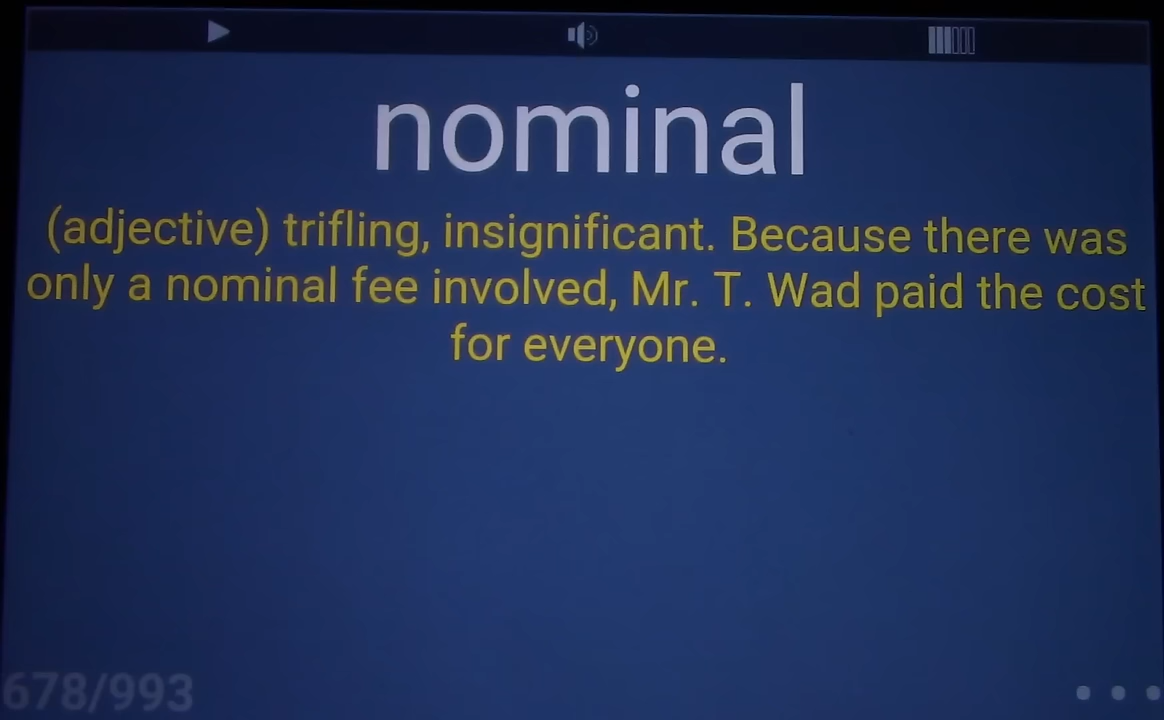 nominal
(adjective) trifling, insignificant. Because there was
only a nominal fee involved, Mr. T. Wad paid the cost
for everyone.
678/993